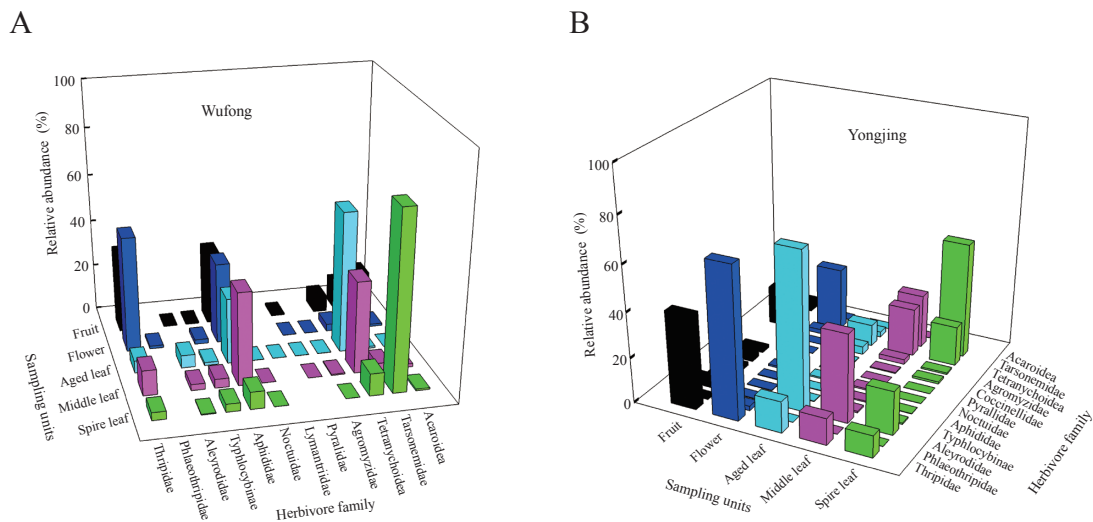 A
B
Wufong
Yongjing
Relative abundance (%)
100
80
60
40
20
0
Fruit
Flower
Aged leaf
Middle leaf
Spire leaf
Sampling units
Thripidae
Phlaeothripidae
Aleyrodidae
Typhlocybinae
Aphididae
Noctuidae
Lymantriidae
Pyralidae
Agromyzidae
Tetranychoidea
Tarsonemidae
Acaroidea
Herbivore family
Relative abundance (%)
100
80
60
40
20
0
Fruit
Flower
Aged leaf
Middle leaf
Spire leaf
Sampling units
Acaroidea
Tarsonemidae
Tetranychoidea
Agromyzidae
Coccinellidae
Pyrallidae
Noctuidae
Aphididae
Typhlocybinae
Aleyrodidae
Phlaeothripidae
Thripidae
Herbivore family